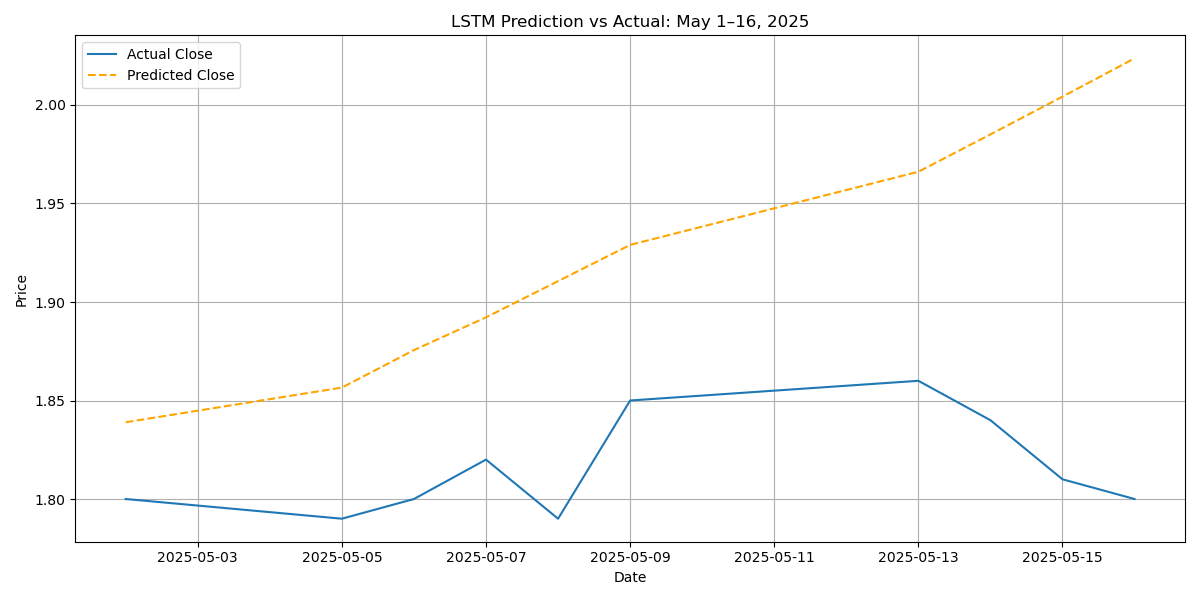 LSTM Prediction vs Actual: May 1–16, 2025
Actual Close
Predicted Close
Price
2.00
1.95
1.90
1.85
1.80
2025-05-03 2025-05-05 2025-05-07 2025-05-09 2025-05-11 2025-05-13 2025-05-15
Date